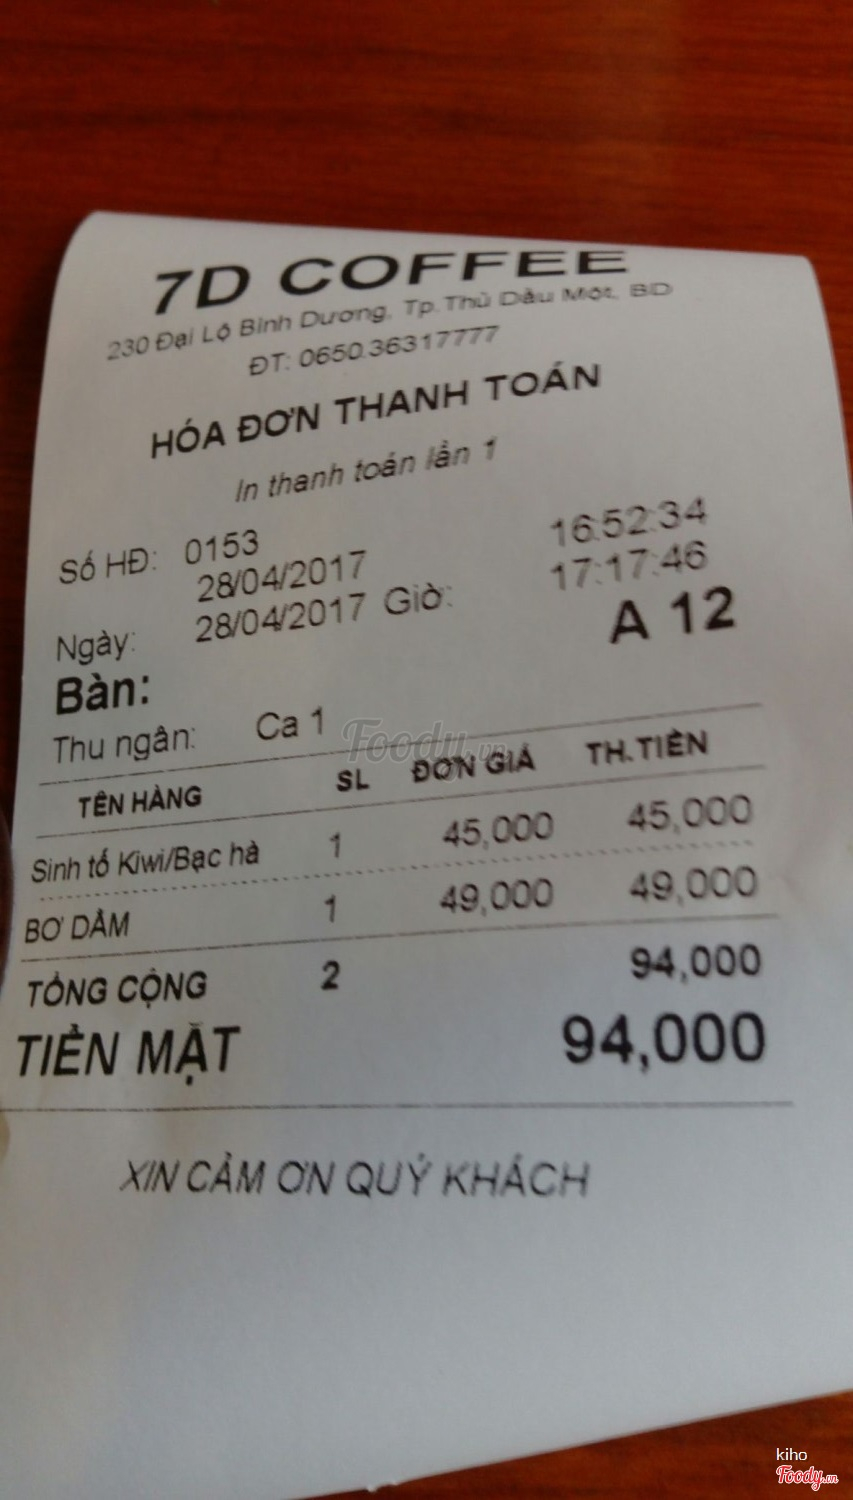 7D COFFEE
230 Đại Lộ Bình Dương, Tp.Thủ Dầu Một, BD
ĐT: 0650.36317777
HÓA ĐƠN THANH TOÁN
In thanh toán lần 1
Số HĐ: 0153
28/04/2017 16:52:34
Ngày: 28/04/2017 Giờ: 17:17:46
Bàn: A 12
Thu ngân: Ca 1
Foody.vn
TÊN HÀNG SL ĐƠN GIÁ TH.TIỀN
Sinh tố Kiwi/Bạc hà 1 45,000 45,000
BƠ DẦM 1 49,000 49,000
TỔNG CỘNG 2 94,000
TIỀN MẶT 94,000
XIN CẢM ƠN QUÝ KHÁCH
kiho
Foody.vn